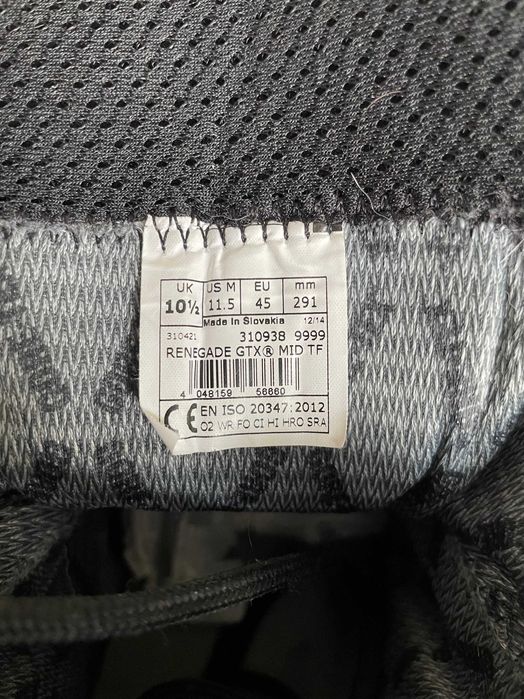 UK US M EU mm
10½ 11.5 45 291
Made In Slovakia 12/14
310421 310938 9999
RENEGADE GTX® MID TF
4 048159 56660
CE EN ISO 20347:2012
O2 WR FO CI HI HRO SRA